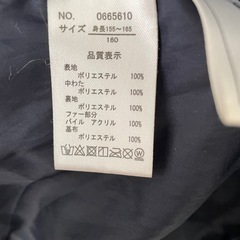 NO. 0665610
サイズ 身長155〜165
160
品質表示
表地
ポリエステル 100%
中わた
ポリエステル 100%
裏地
ポリエステル 100%
ファー部分
パイル アクリル 100%
基布
ポリエステル 100%